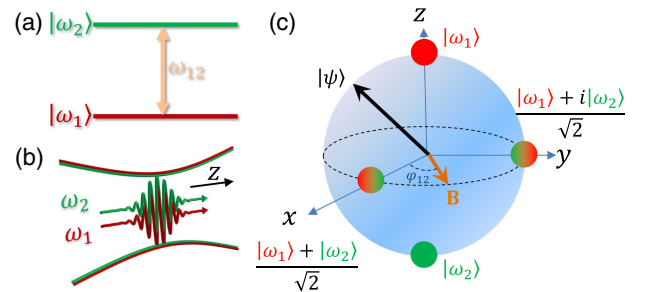 (a)
|ω₂⟩
ω₁₂
|ω₁⟩
(b)
z
ω₂
ω₁
(c)
z
|ω₁⟩
|ψ⟩
|ω₁⟩ + i|ω₂⟩
√2
y
φ₁₂
B
x
|ω₁⟩ + |ω₂⟩
√2
|ω₂⟩